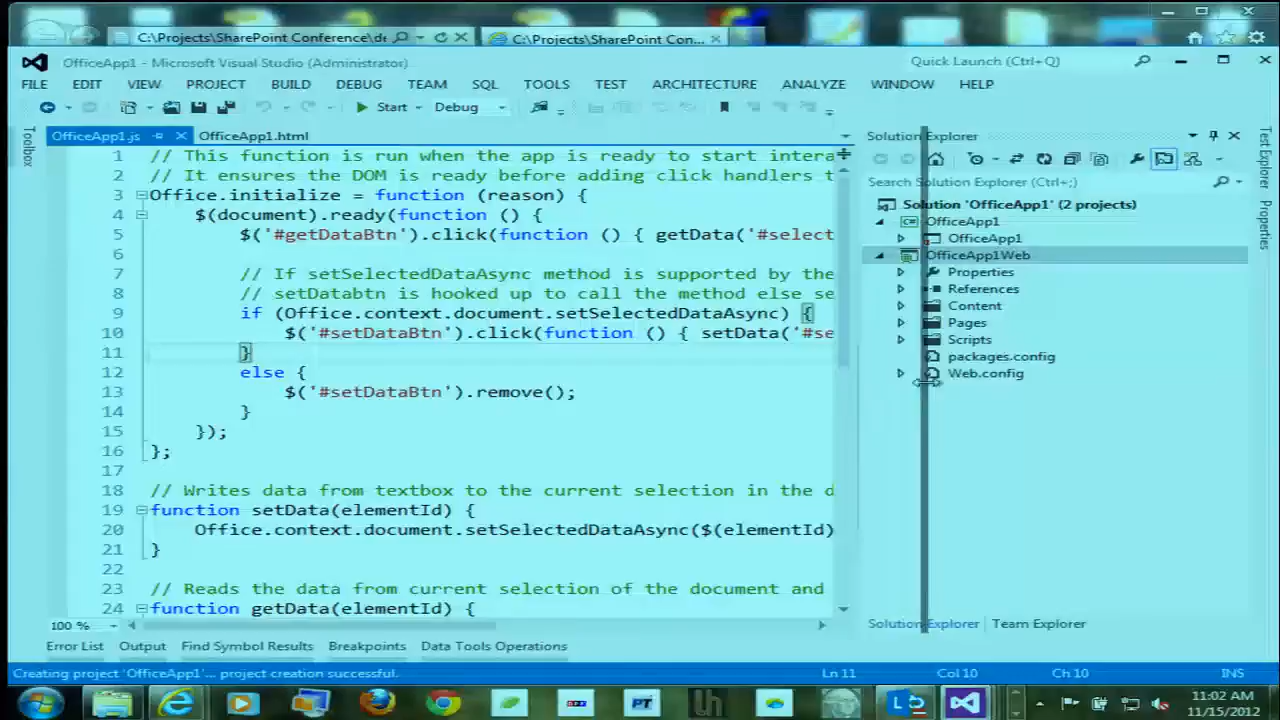 C:\Projects\SharePoint Conference\de
C:\Projects\SharePoint Con...
OfficeApp1 - Microsoft Visual Studio (Administrator)
Quick Launch (Ctrl+Q)
FILE EDIT VIEW PROJECT BUILD DEBUG TEAM SQL TOOLS TEST ARCHITECTURE ANALYZE WINDOW HELP
Start Debug
Toolbox
OfficeApp1.js OfficeApp1.html
1 // This function is run when the app is ready to start intera
2 // It ensures the DOM is ready before adding click handlers t
3 Office.initialize = function (reason) {
4 $(document).ready(function () {
5 $('#getDataBtn').click(function () { getData('#select
6
7 // If setSelectedDataAsync method is supported by the
8 // setDatabtn is hooked up to call the method else se
9 if (Office.context.document.setSelectedDataAsync) {
10 $('#setDataBtn').click(function () { setData('#se
11 }
12 else {
13 $('#setDataBtn').remove();
14 }
15 });
16 };
17
18 // Writes data from textbox to the current selection in the d
19 function setData(elementId) {
20 Office.context.document.setSelectedDataAsync($(elementId)
21 }
22
23 // Reads the data from current selection of the document and
24 function getData(elementId) {
100 %
Solution Explorer
Search Solution Explorer (Ctrl+;)
Solution 'OfficeApp1' (2 projects)
OfficeApp1
OfficeApp1
OfficeApp1Web
Properties
References
Content
Pages
Scripts
packages.config
Web.config
Solution Explorer Team Explorer
Test Explorer
Properties
Error List Output Find Symbol Results Breakpoints Data Tools Operations
Creating project 'OfficeApp1'... project creation successful.
Ln 11 Col 10 Ch 10 INS
11:02 AM
11/15/2012